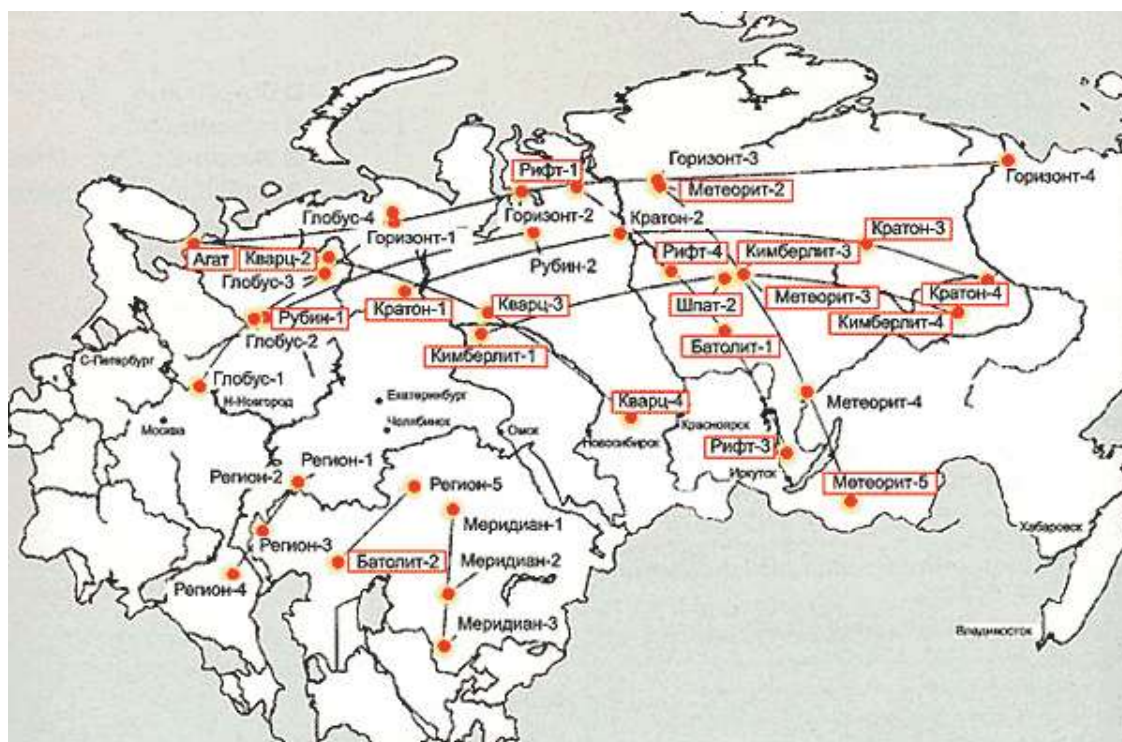 Горизонт-3
Рифт-1
Метеорит-2
Горизонт-4
Глобус-4
Горизонт-2
Кратон-2
Горизонт-1
Кратон-3
Агат
Кварц-2
Рифт-4
Кимберлит-3
Рубин-2
Глобус-3
Кратон-1
Кварц-3
Шпат-2
Метеорит-3
Кратон-4
Рубин-1
Кимберлит-4
Глобус-2
Кимберлит-1
Батолит-1
С-Петербург
Глобус-1
Н-Новгород
Екатеринбург
Кварц-4
Метеорит-4
Москва
Челябинск
Омск
Новосибирск
Красноярск
Рифт-3
Регион-1
Регион-2
Иркутск
Регион-5
Метеорит-5
Меридиан-1
Хабаровск
Регион-3
Батолит-2
Меридиан-2
Регион-4
Меридиан-3
Владивосток